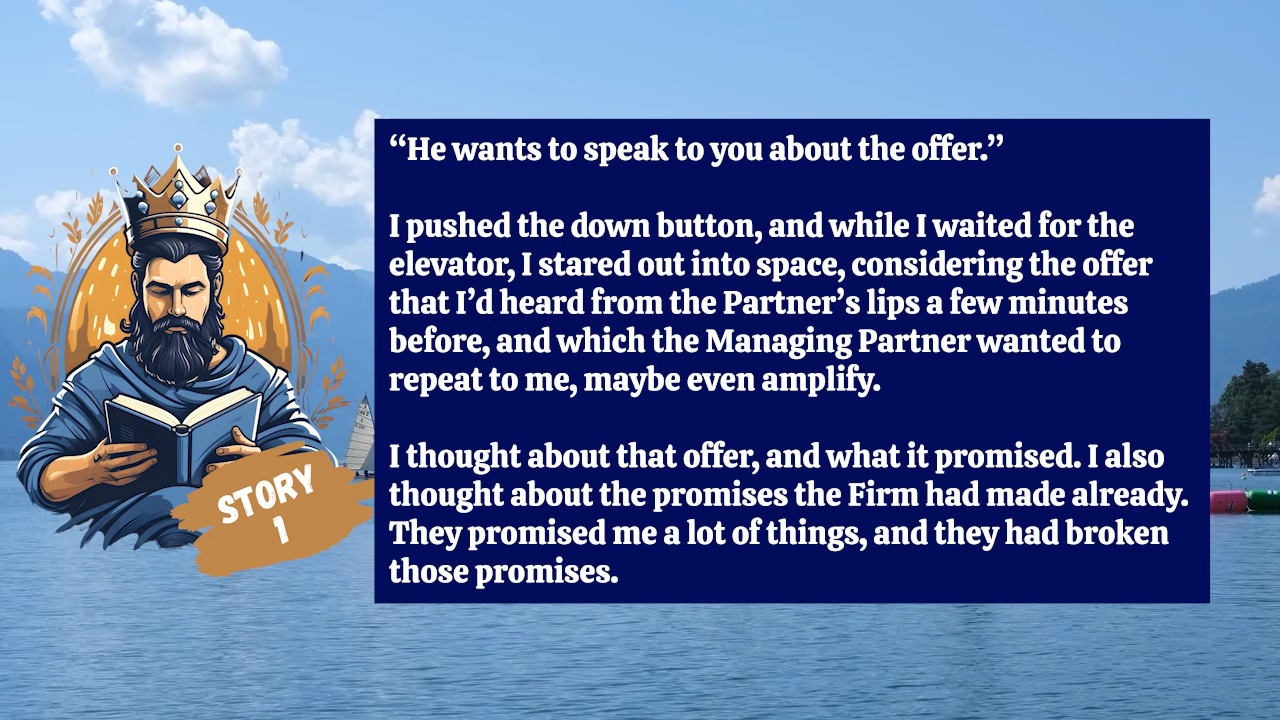 “He wants to speak to you about the offer.”
I pushed the down button, and while I waited for the
elevator, I stared out into space, considering the offer
that I’d heard from the Partner’s lips a few minutes
before, and which the Managing Partner wanted to
repeat to me, maybe even amplify.
I thought about that offer, and what it promised. I also
thought about the promises the Firm had made already.
They promised me a lot of things, and they had broken
those promises.
STORY
1